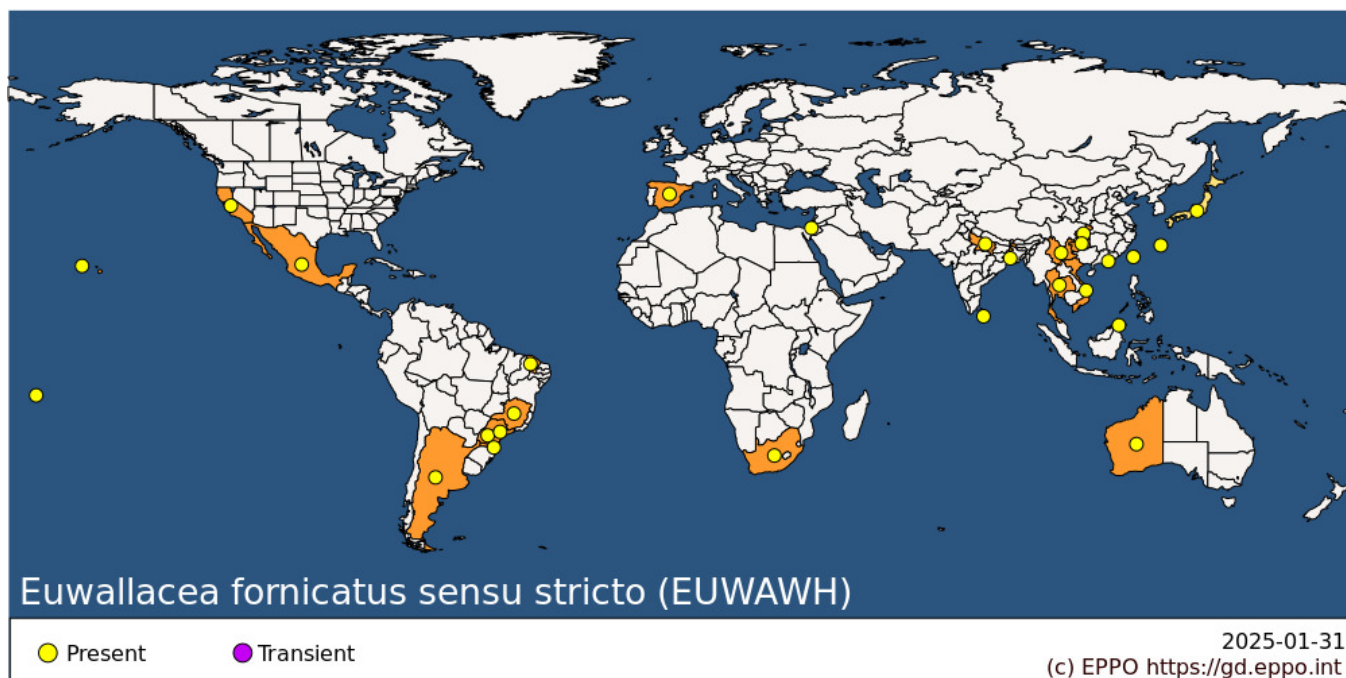 Euwallacea fornicatus sensu stricto (EUWAWH)
Present
Transient
2025-01-31
(c) EPPO https://gd.eppo.int